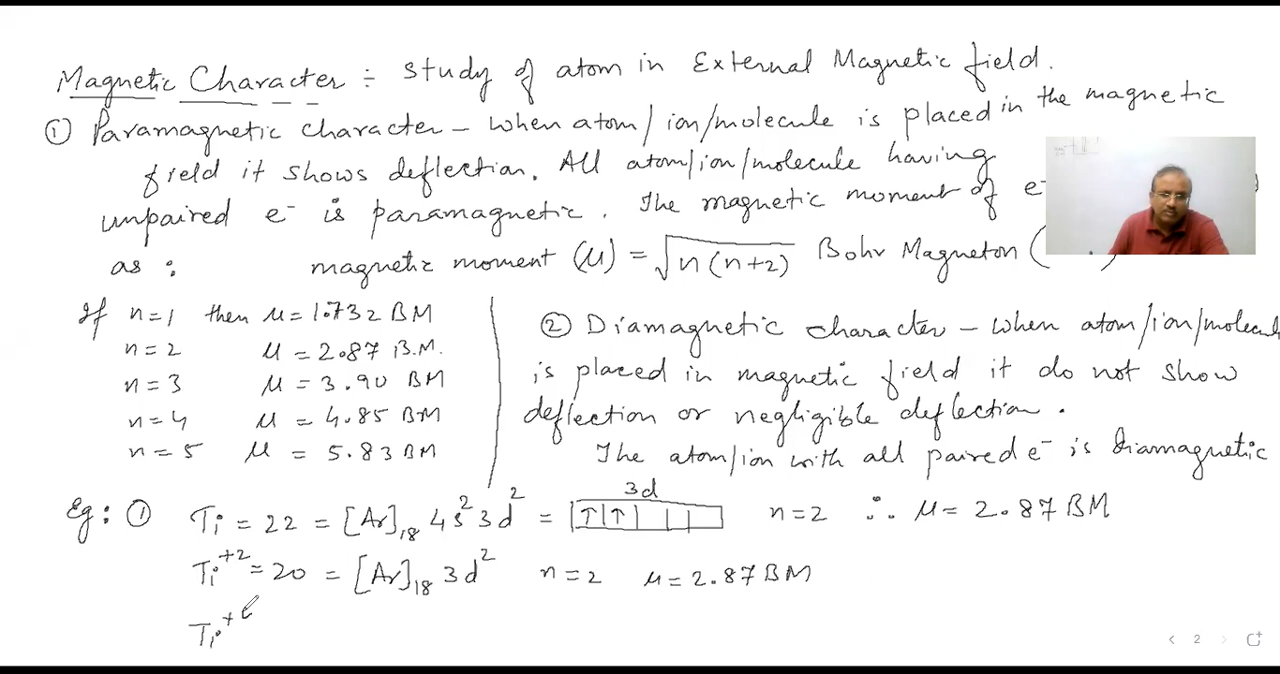 Magnetic Character ÷ study of atom in External Magnetic field.
① Paramagnetic character - when atom/ion/molecule is placed in the magnetic
field it shows deflection. All atom/ion/molecule having
unpaired e⁻ is paramagnetic. The magnetic moment of e⁻
as : magnetic moment (μ) = √n(n+2) Bohr Magneton (
If n=1 then μ=1.732 BM
n=2 μ = 2.87 B.M.
n=3 μ = 3.90 BM
n=4 μ = 4.85 BM
n=5 μ = 5.83 BM
② Diamagnetic character - when atom/ion/molecul
is placed in magnetic field it do not show
deflection or negligible deflection.
The atom/ion with all paired e⁻ is Diamagnetic
3d
Eg: ① Ti = 22 = [Ar]₁₈ 4s² 3d² = ↑ ↑ n=2 ∴ μ = 2.87 BM
Ti⁺² = 20 = [Ar]₁₈ 3d² n=2 μ = 2.87 BM
Ti⁺
< 2 >